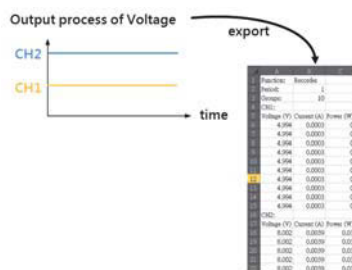 Output process of Voltage
export
CH2
CH1
time
Function: Recorder
Period: 1
Groups: 10
CH1:
Voltage (V) Current (A) Power (W)
4.994 0.0003
4.994 0.0003
4.994 0.0003
4.994 0.0003
4.994 0.0003
4.994 0.0003
12 4.994 0.0003
4.994 0.0003
4.994 0.0003
4.994 0.0003
CH2:
Voltage (V) Current (A) Power (W)
8.002 0.0039
8.002 0.0039
8.002 0.0039
8.002 0.0039